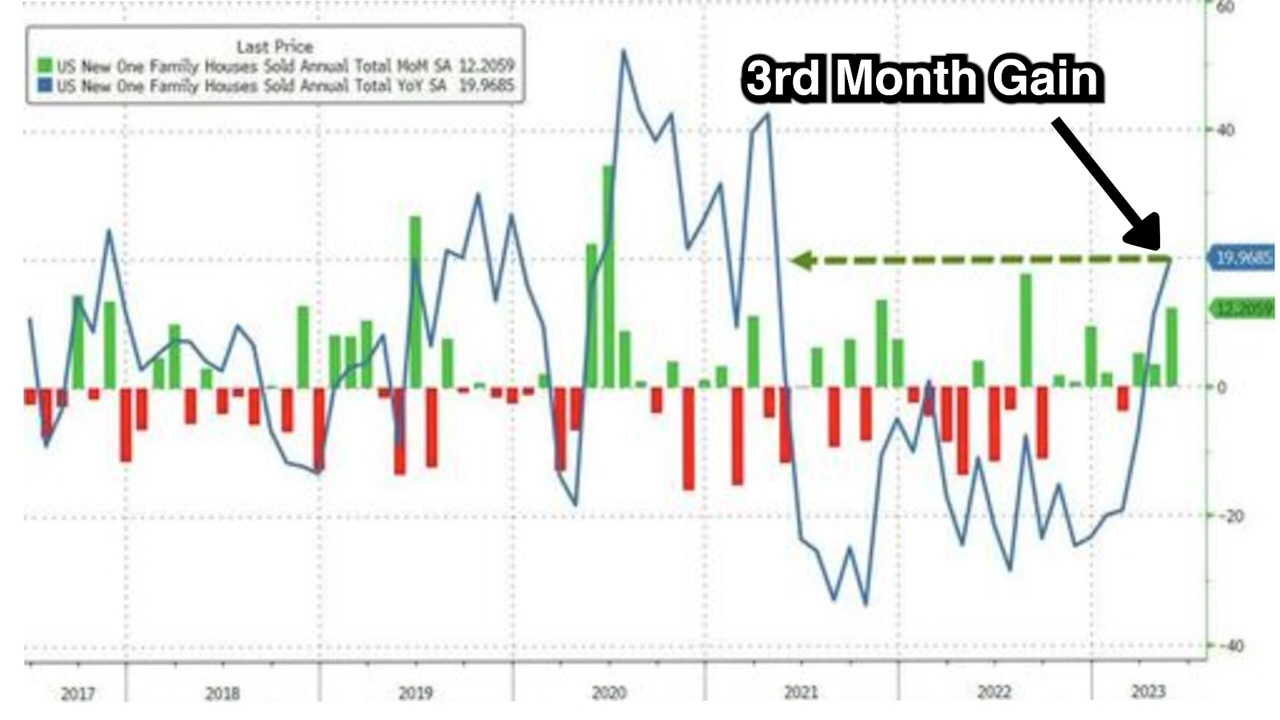 60
Last Price
US New One Family Houses Sold Annual Total MoM SA 12.2059
US New One Family Houses Sold Annual Total YoY SA 19.9685
3rd Month Gain
40
19.9685
12.2059
0
-20
-40
2017 2018 2019 2020 2021 2022 2023